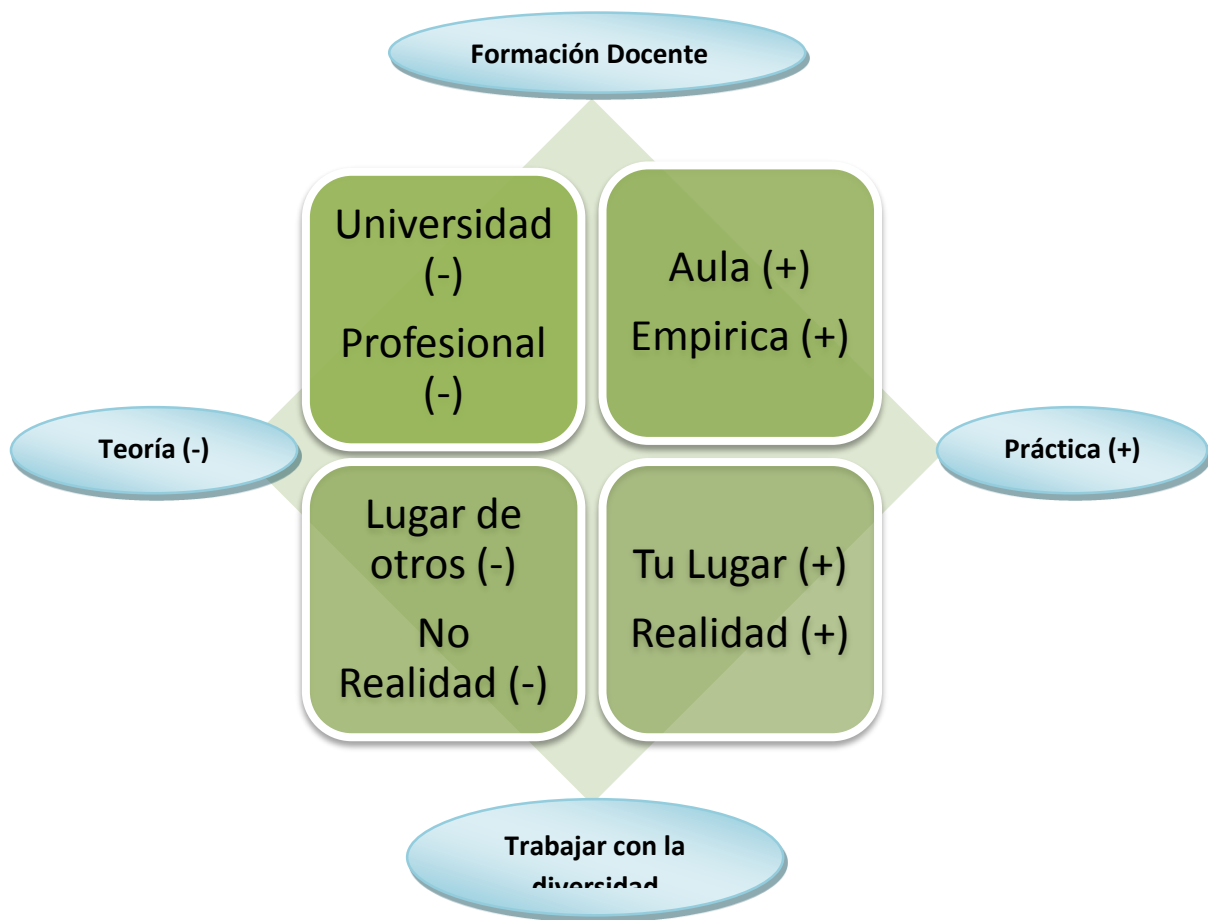 Formación Docente
Universidad
(-)
Profesional
(-)
Aula (+)
Empirica (+)
Teoría (-)
Práctica (+)
Lugar de
otros (-)
No
Realidad (-)
Tu Lugar (+)
Realidad (+)
Trabajar con la
diversidad